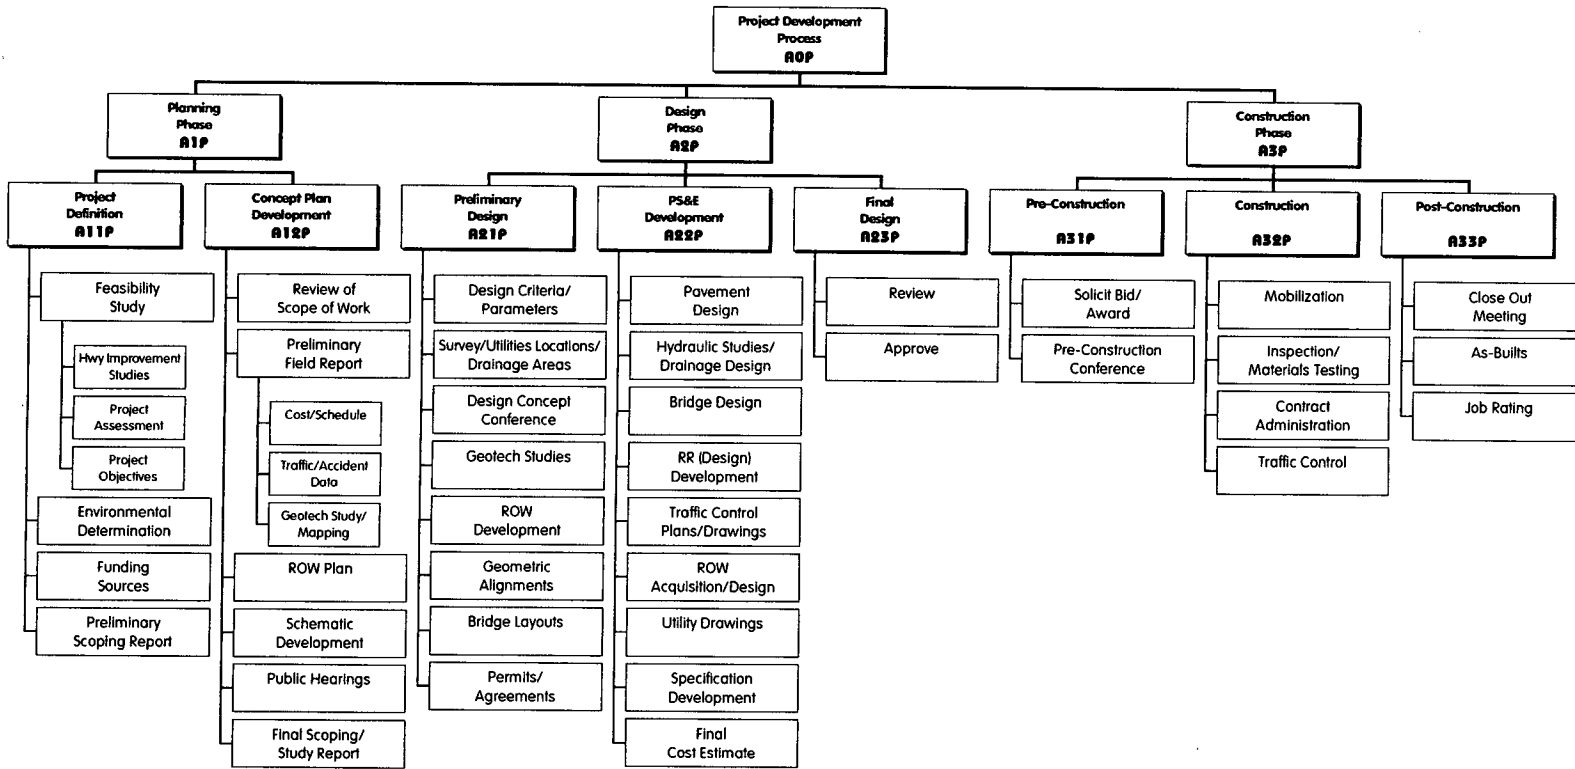 Project Development
Process
A0P
Planning
Phase
A1P
Design
Phase
A2P
Construction
Phase
A3P
Project
Definition
A11P
Concept Plan
Development
A12P
Preliminary
Design
A21P
PS&E
Development
A22P
Final
Design
A23P
Pre-Construction
A31P
Construction
A32P
Post-Construction
A33P
Feasibility
Study
Hwy Improvement
Studies
Project
Assessment
Project
Objectives
Environmental
Determination
Funding
Sources
Preliminary
Scoping Report
Review of
Scope of Work
Preliminary
Field Report
Cost/Schedule
Traffic/Accident
Data
Geotech Study/
Mapping
ROW Plan
Schematic
Development
Public Hearings
Final Scoping/
Study Report
Design Criteria/
Parameters
Survey/Utilities Locations/
Drainage Areas
Design Concept
Conference
Geotech Studies
ROW
Development
Geometric
Alignments
Bridge Layouts
Permits/
Agreements
Pavement
Design
Hydraulic Studies/
Drainage Design
Bridge Design
RR (Design)
Development
Traffic Control
Plans/Drawings
ROW
Acquisition/Design
Utility Drawings
Specification
Development
Final
Cost Estimate
Review
Approve
Solicit Bid/
Award
Pre-Construction
Conference
Mobilization
Inspection/
Materials Testing
Contract
Administration
Traffic Control
Close Out
Meeting
As-Builts
Job Rating